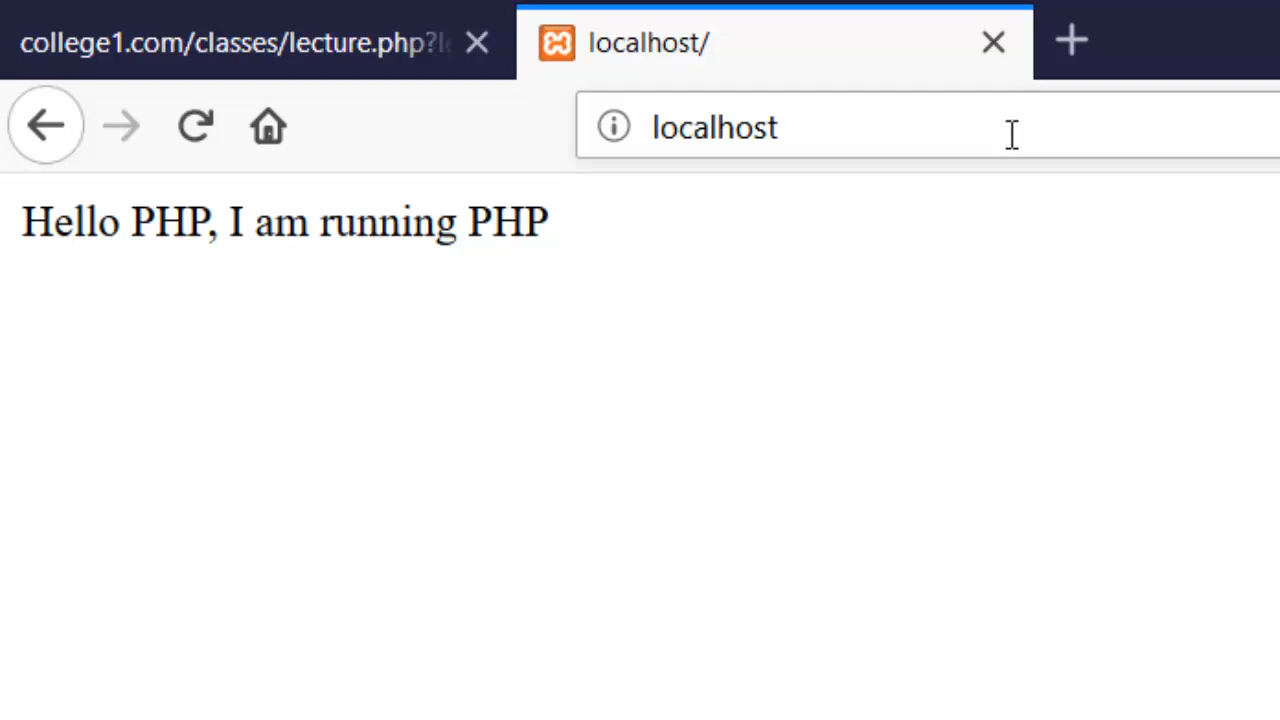 college1.com/classes/lecture.php?l
localhost/
localhost
Hello PHP, I am running PHP